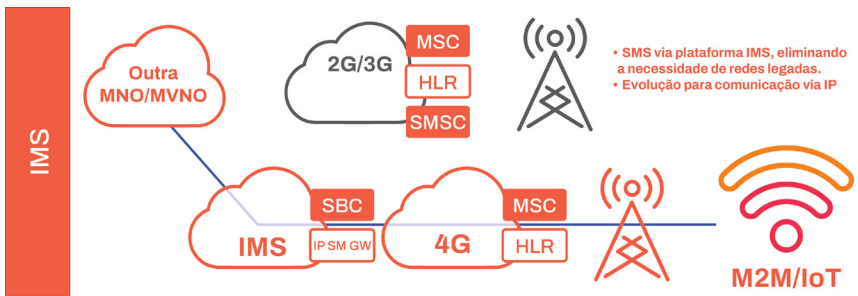 IMS
Outra
MNO/MVNO
2G/3G
MSC
HLR
SMSC
• SMS via plataforma IMS, eliminando
a necessidade de redes legadas.
• Evolução para comunicação via IP
IMS
SBC
IP SM GW
4G
MSC
HLR
M2M/IoT